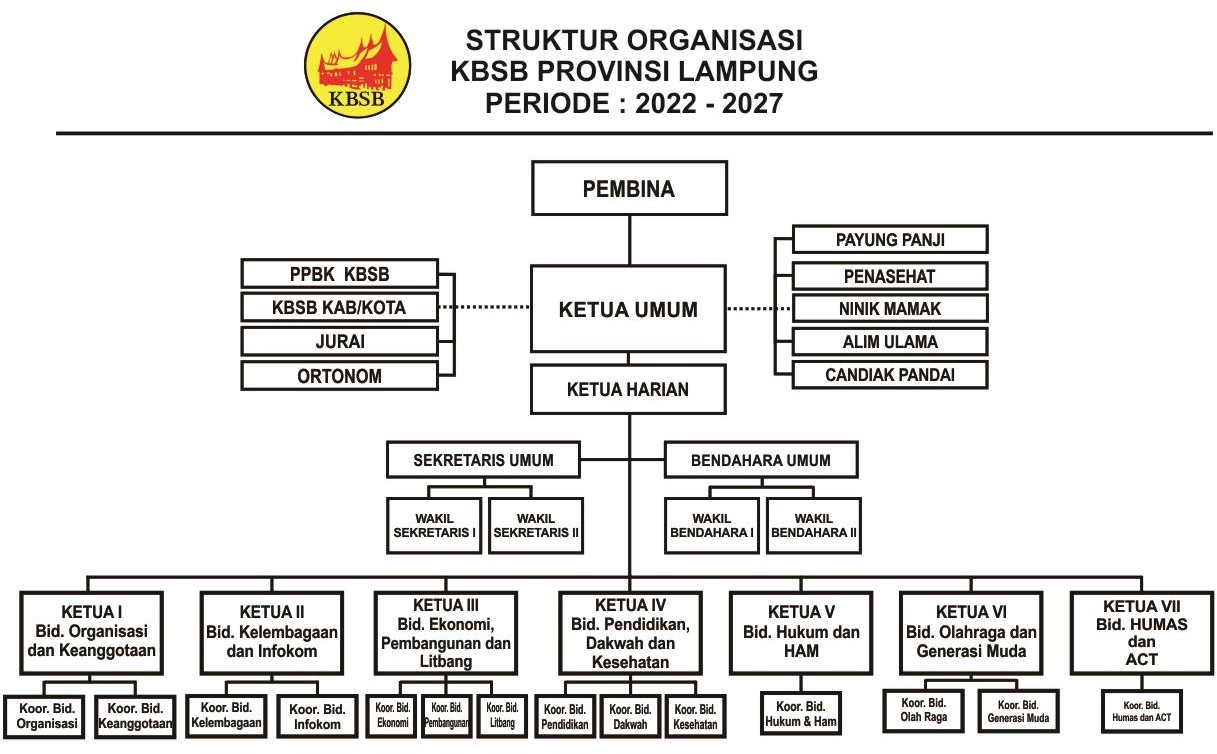 KBSB
STRUKTUR ORGANISASI
KBSB PROVINSI LAMPUNG
PERIODE : 2022 - 2027
PEMBINA
PPBK KBSB
KBSB KAB/KOTA
JURAI
ORTONOM
KETUA UMUM
PAYUNG PANJI
PENASEHAT
NINIK MAMAK
ALIM ULAMA
CANDIAK PANDAI
KETUA HARIAN
SEKRETARIS UMUM
BENDAHARA UMUM
WAKIL
SEKRETARIS I
WAKIL
SEKRETARIS II
WAKIL
BENDAHARA I
WAKIL
BENDAHARA II
KETUA I
Bid. Organisasi
dan Keanggotaan
KETUA II
Bid. Kelembagaan
dan Infokom
KETUA III
Bid. Ekonomi,
Pembangunan dan
Litbang
KETUA IV
Bid. Pendidikan,
Dakwah dan
Kesehatan
KETUA V
Bid. Hukum dan
HAM
KETUA VI
Bid. Olahraga dan
Generasi Muda
KETUA VII
Bid. HUMAS
dan
ACT
Koor. Bid.
Organisasi
Koor. Bid.
Keanggotaan
Koor. Bid.
Kelembagaan
Koor. Bid.
Infokom
Koor. Bid.
Ekonomi
Koor. Bid.
Pembangunan
Koor. Bid.
Litbang
Koor. Bid.
Pendidikan
Koor. Bid.
Dakwah
Koor. Bid.
Kesehatan
Koor. Bid.
Hukum & Ham
Koor. Bid.
Olah Raga
Koor. Bid.
Generasi Muda
Koor. Bid.
Humas dan ACT